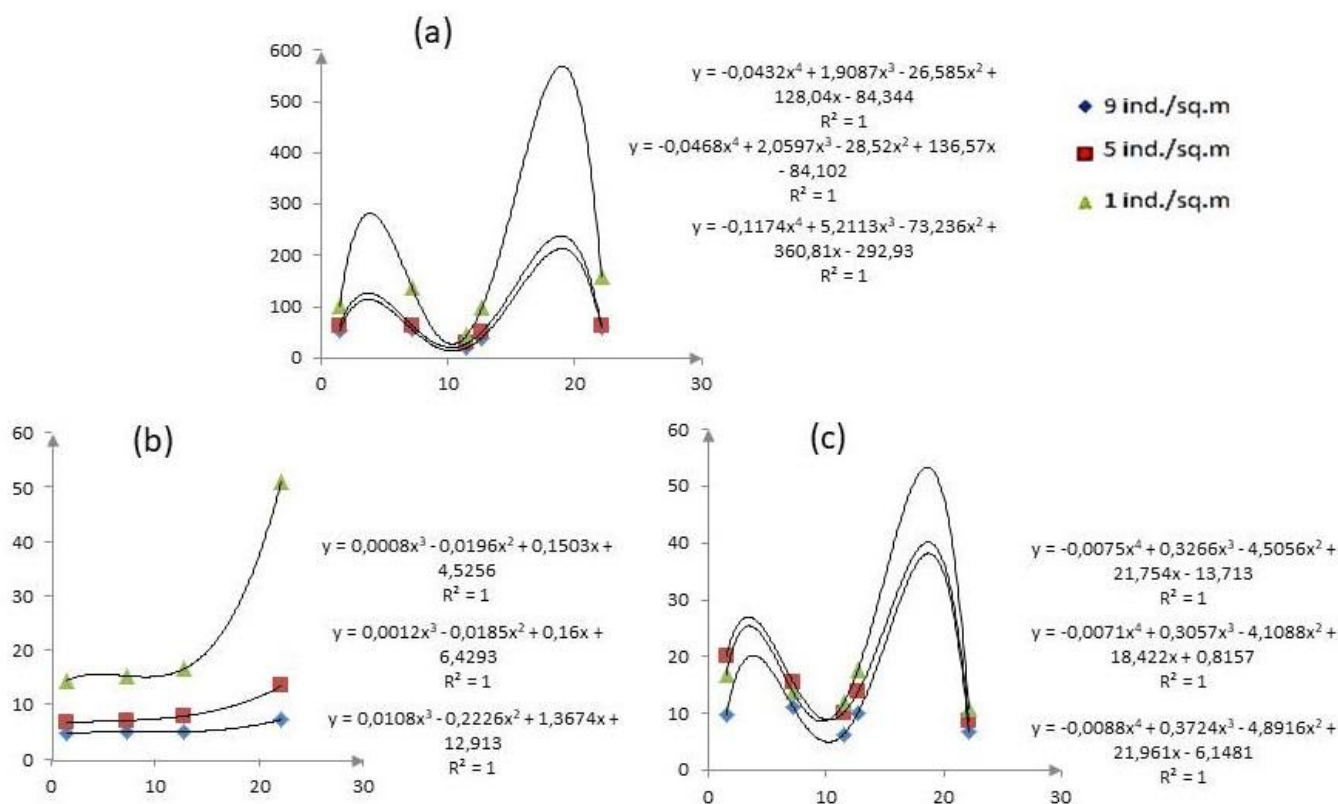 (a)
600
500
400
300
200
100
0
0 10 20 30
y = -0,0432x⁴ + 1,9087x³ - 26,585x² +
128,04x - 84,344
R² = 1
y = -0,0468x⁴ + 2,0597x³ - 28,52x² + 136,57x
- 84,102
R² = 1
y = -0,1174x⁴ + 5,2113x³ - 73,236x² +
360,81x - 292,93
R² = 1
9 ind./sq.m
5 ind./sq.m
1 ind./sq.m
(b)
60
50
40
30
20
10
0
0 10 20 30
y = 0,0008x³ - 0,0196x² + 0,1503x +
4,5256
R² = 1
y = 0,0012x³ - 0,0185x² + 0,16x +
6,4293
R² = 1
y = 0,0108x³ - 0,2226x² + 1,3674x +
12,913
R² = 1
(c)
60
50
40
30
20
10
0
0 10 20 30
y = -0,0075x⁴ + 0,3266x³ - 4,5056x² +
21,754x - 13,713
R² = 1
y = -0,0071x⁴ + 0,3057x³ - 4,1088x² +
18,422x + 0,8157
R² = 1
y = -0,0088x⁴ + 0,3724x³ - 4,8916x² +
21,961x - 6,1481
R² = 1